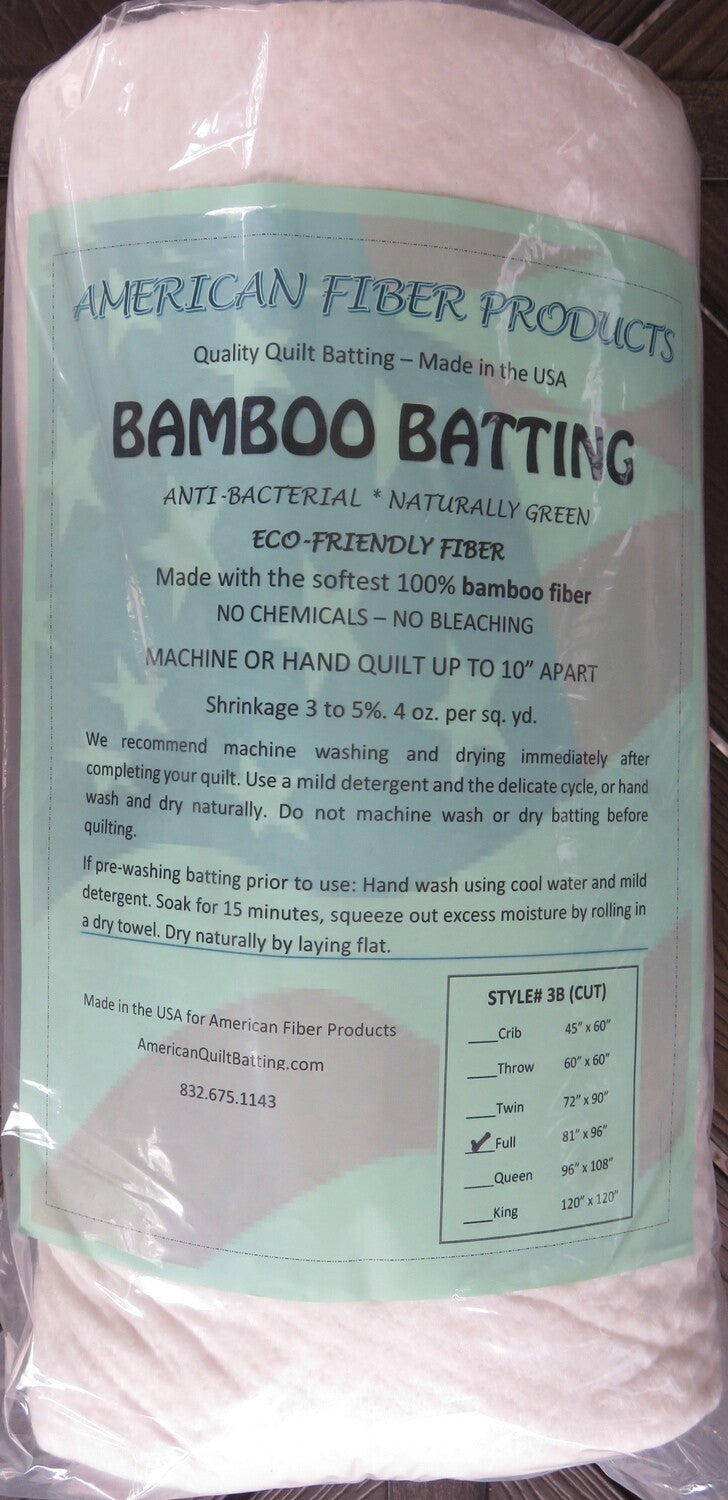 AMERICAN FIBER PRODUCTS
Quality Quilt Batting – Made in the USA
BAMBOO BATTING
ANTI-BACTERIAL * NATURALLY GREEN
ECO-FRIENDLY FIBER
Made with the softest 100% bamboo fiber
NO CHEMICALS – NO BLEACHING
MACHINE OR HAND QUILT UP TO 10” APART
Shrinkage 3 to 5%. 4 oz. per sq. yd.
We recommend machine washing and drying immediately after
completing your quilt. Use a mild detergent and the delicate cycle, or hand
wash and dry naturally. Do not machine wash or dry batting before
quilting.
If pre-washing batting prior to use: Hand wash using cool water and mild
detergent. Soak for 15 minutes, squeeze out excess moisture by rolling in
a dry towel. Dry naturally by laying flat.
Made in the USA for American Fiber Products
AmericanQuiltBatting.com
832.675.1143
STYLE# 3B (CUT)
___Crib 45” x 60”
___Throw 60” x 60”
___Twin 72” x 90”
_✔_Full 81” x 96”
___Queen 96” x 108”
___King 120” x 120”